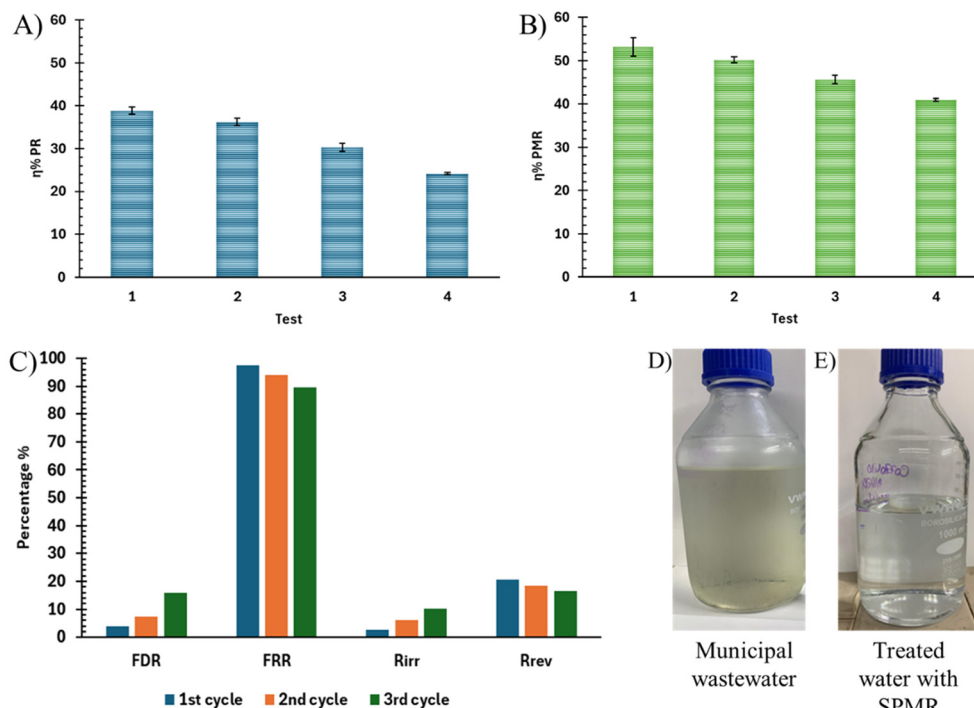 A)
60
50
40
30
20
10
0
η% PR
1 2 3 4
Test
B)
60
50
40
30
20
10
0
η% PMR
1 2 3 4
Test
C)
100
90
80
70
60
50
40
30
20
10
0
Percentage %
FDR FRR Rirr Rrev
1st cycle 2nd cycle 3rd cycle
D)
Municipal
wastewater
E)
1000 ml
Treated
water with
SPMR